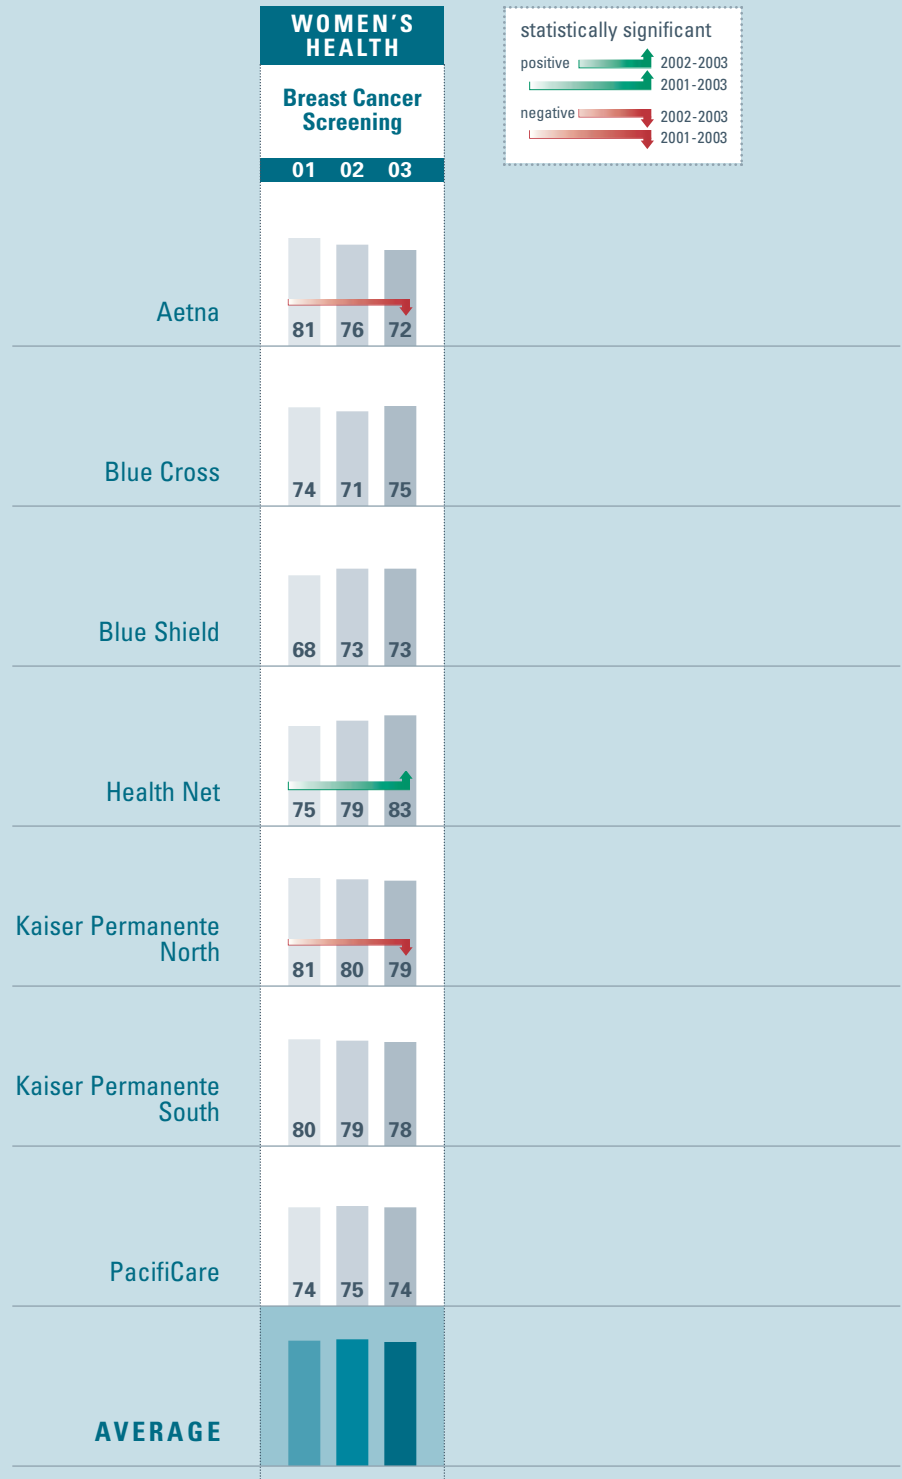 WOMEN'S
HEALTH
Breast Cancer
Screening
01 02 03
statistically significant
positive 2002-2003
2001-2003
negative 2002-2003
2001-2003
Aetna
81 76 72
Blue Cross
74 71 75
Blue Shield
68 73 73
Health Net
75 79 83
Kaiser Permanente
North
81 80 79
Kaiser Permanente
South
80 79 78
PacifiCare
74 75 74
AVERAGE